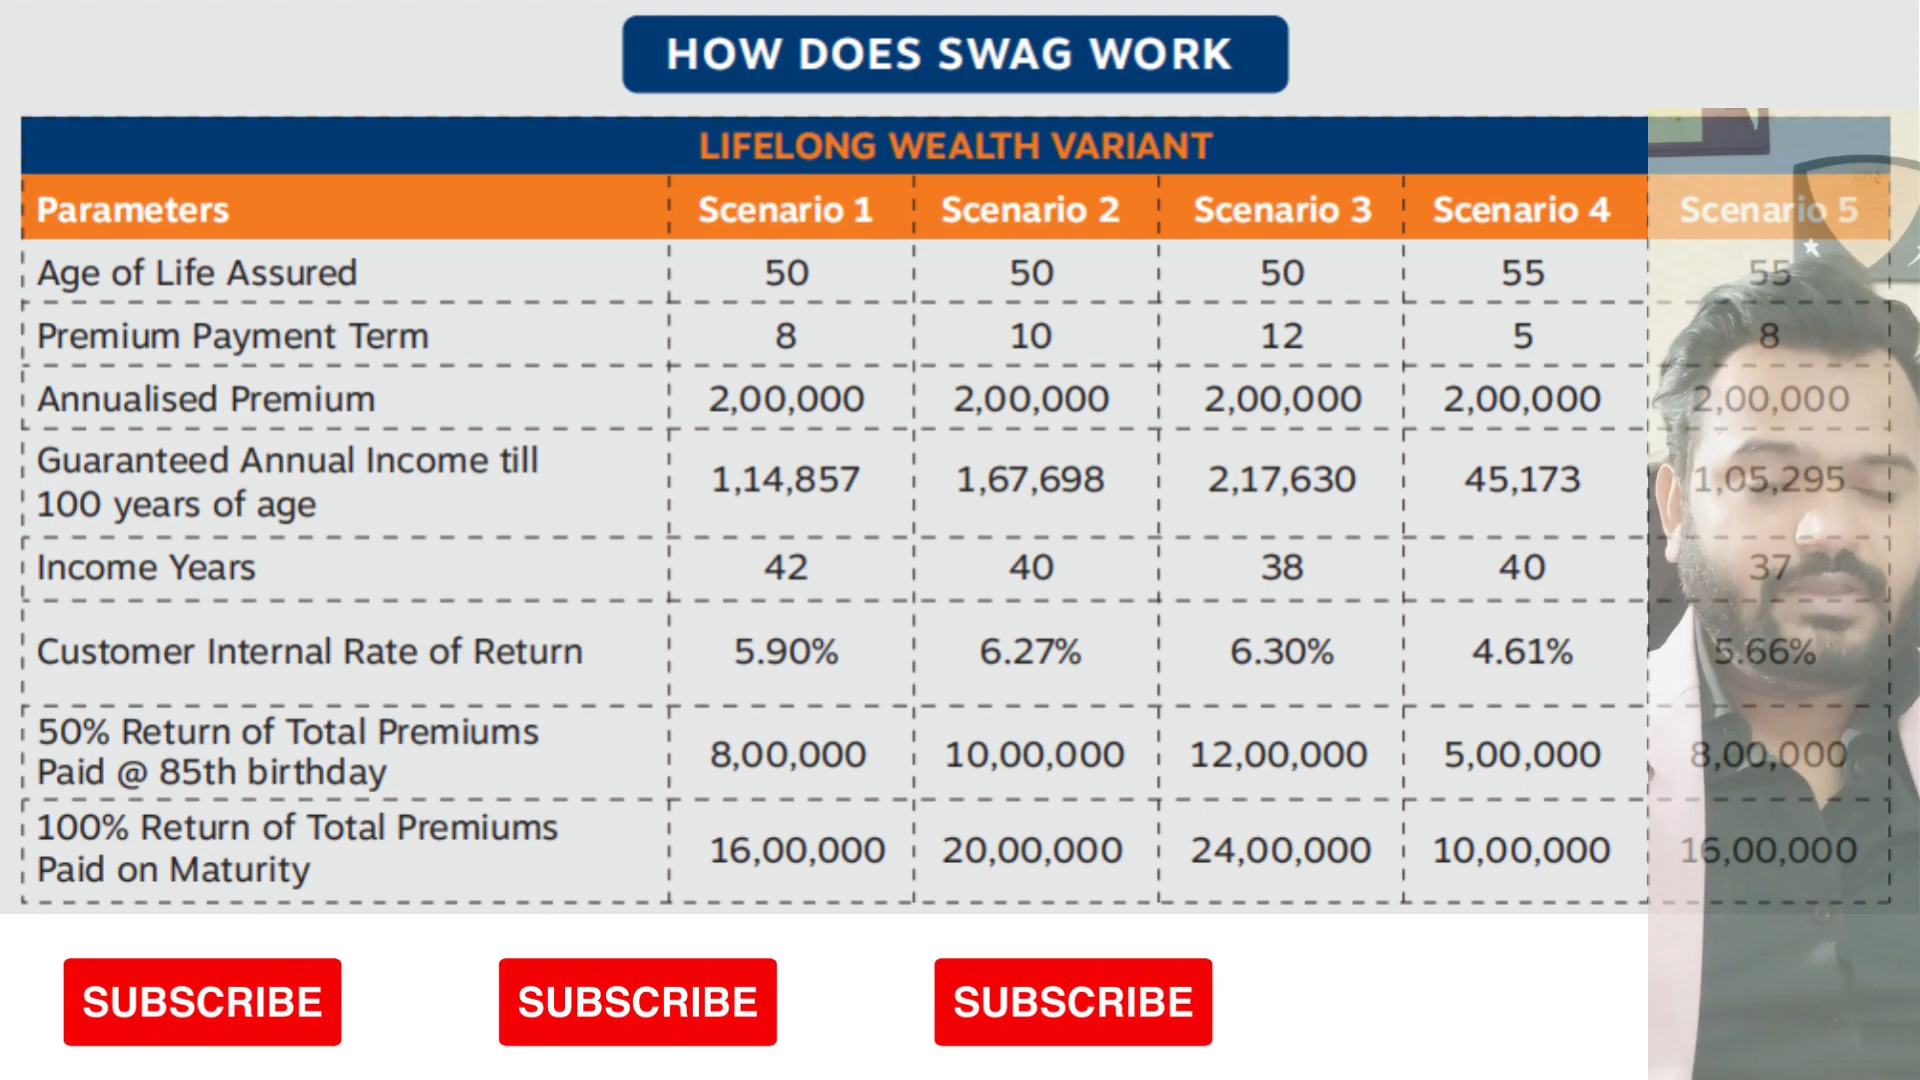 HOW DOES SWAG WORK
LIFELONG WEALTH VARIANT
Parameters Scenario 1 Scenario 2 Scenario 3 Scenario 4 Scenario 5
Age of Life Assured 50 50 50 55 55
Premium Payment Term 8 10 12 5 8
Annualised Premium 2,00,000 2,00,000 2,00,000 2,00,000 2,00,000
Guaranteed Annual Income till
100 years of age 1,14,857 1,67,698 2,17,630 45,173 1,05,295
Income Years 42 40 38 40 37
Customer Internal Rate of Return 5.90% 6.27% 6.30% 4.61% 5.66%
50% Return of Total Premiums
Paid @ 85th birthday 8,00,000 10,00,000 12,00,000 5,00,000 8,00,000
100% Return of Total Premiums
Paid on Maturity 16,00,000 20,00,000 24,00,000 10,00,000 16,00,000
SUBSCRIBE SUBSCRIBE SUBSCRIBE